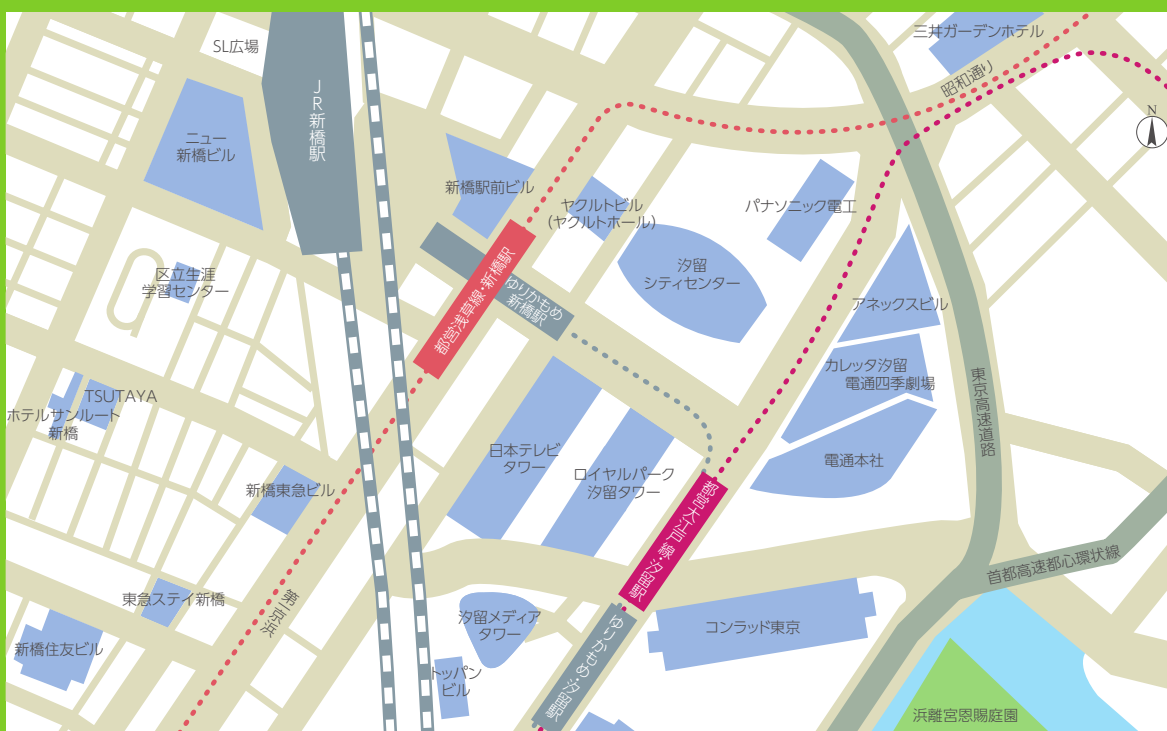 SL広場
三井ガーデンホテル
昭和通り
N
JR新橋駅
ニュー
新橋ビル
新橋駅前ビル
ヤクルトビル
(ヤクルトホール)
パナソニック電工
都営浅草線・新橋駅
ゆりかもめ
新橋駅
汐留
シティセンター
区立生涯
学習センター
アネックスビル
カレッタ汐留
電通四季劇場
東京高速道路
TSUTAYA
ホテルサンルート
新橋
日本テレビ
タワー
ロイヤルパーク
汐留タワー
電通本社
新橋東急ビル
都営大江戸線・汐留駅
首都高速都心環状線
東急ステイ新橋
第一京浜
汐留メディア
タワー
コンラッド東京
新橋住友ビル
ゆりかもめ・汐留駅
トッパン
ビル
浜離宮恩賜庭園